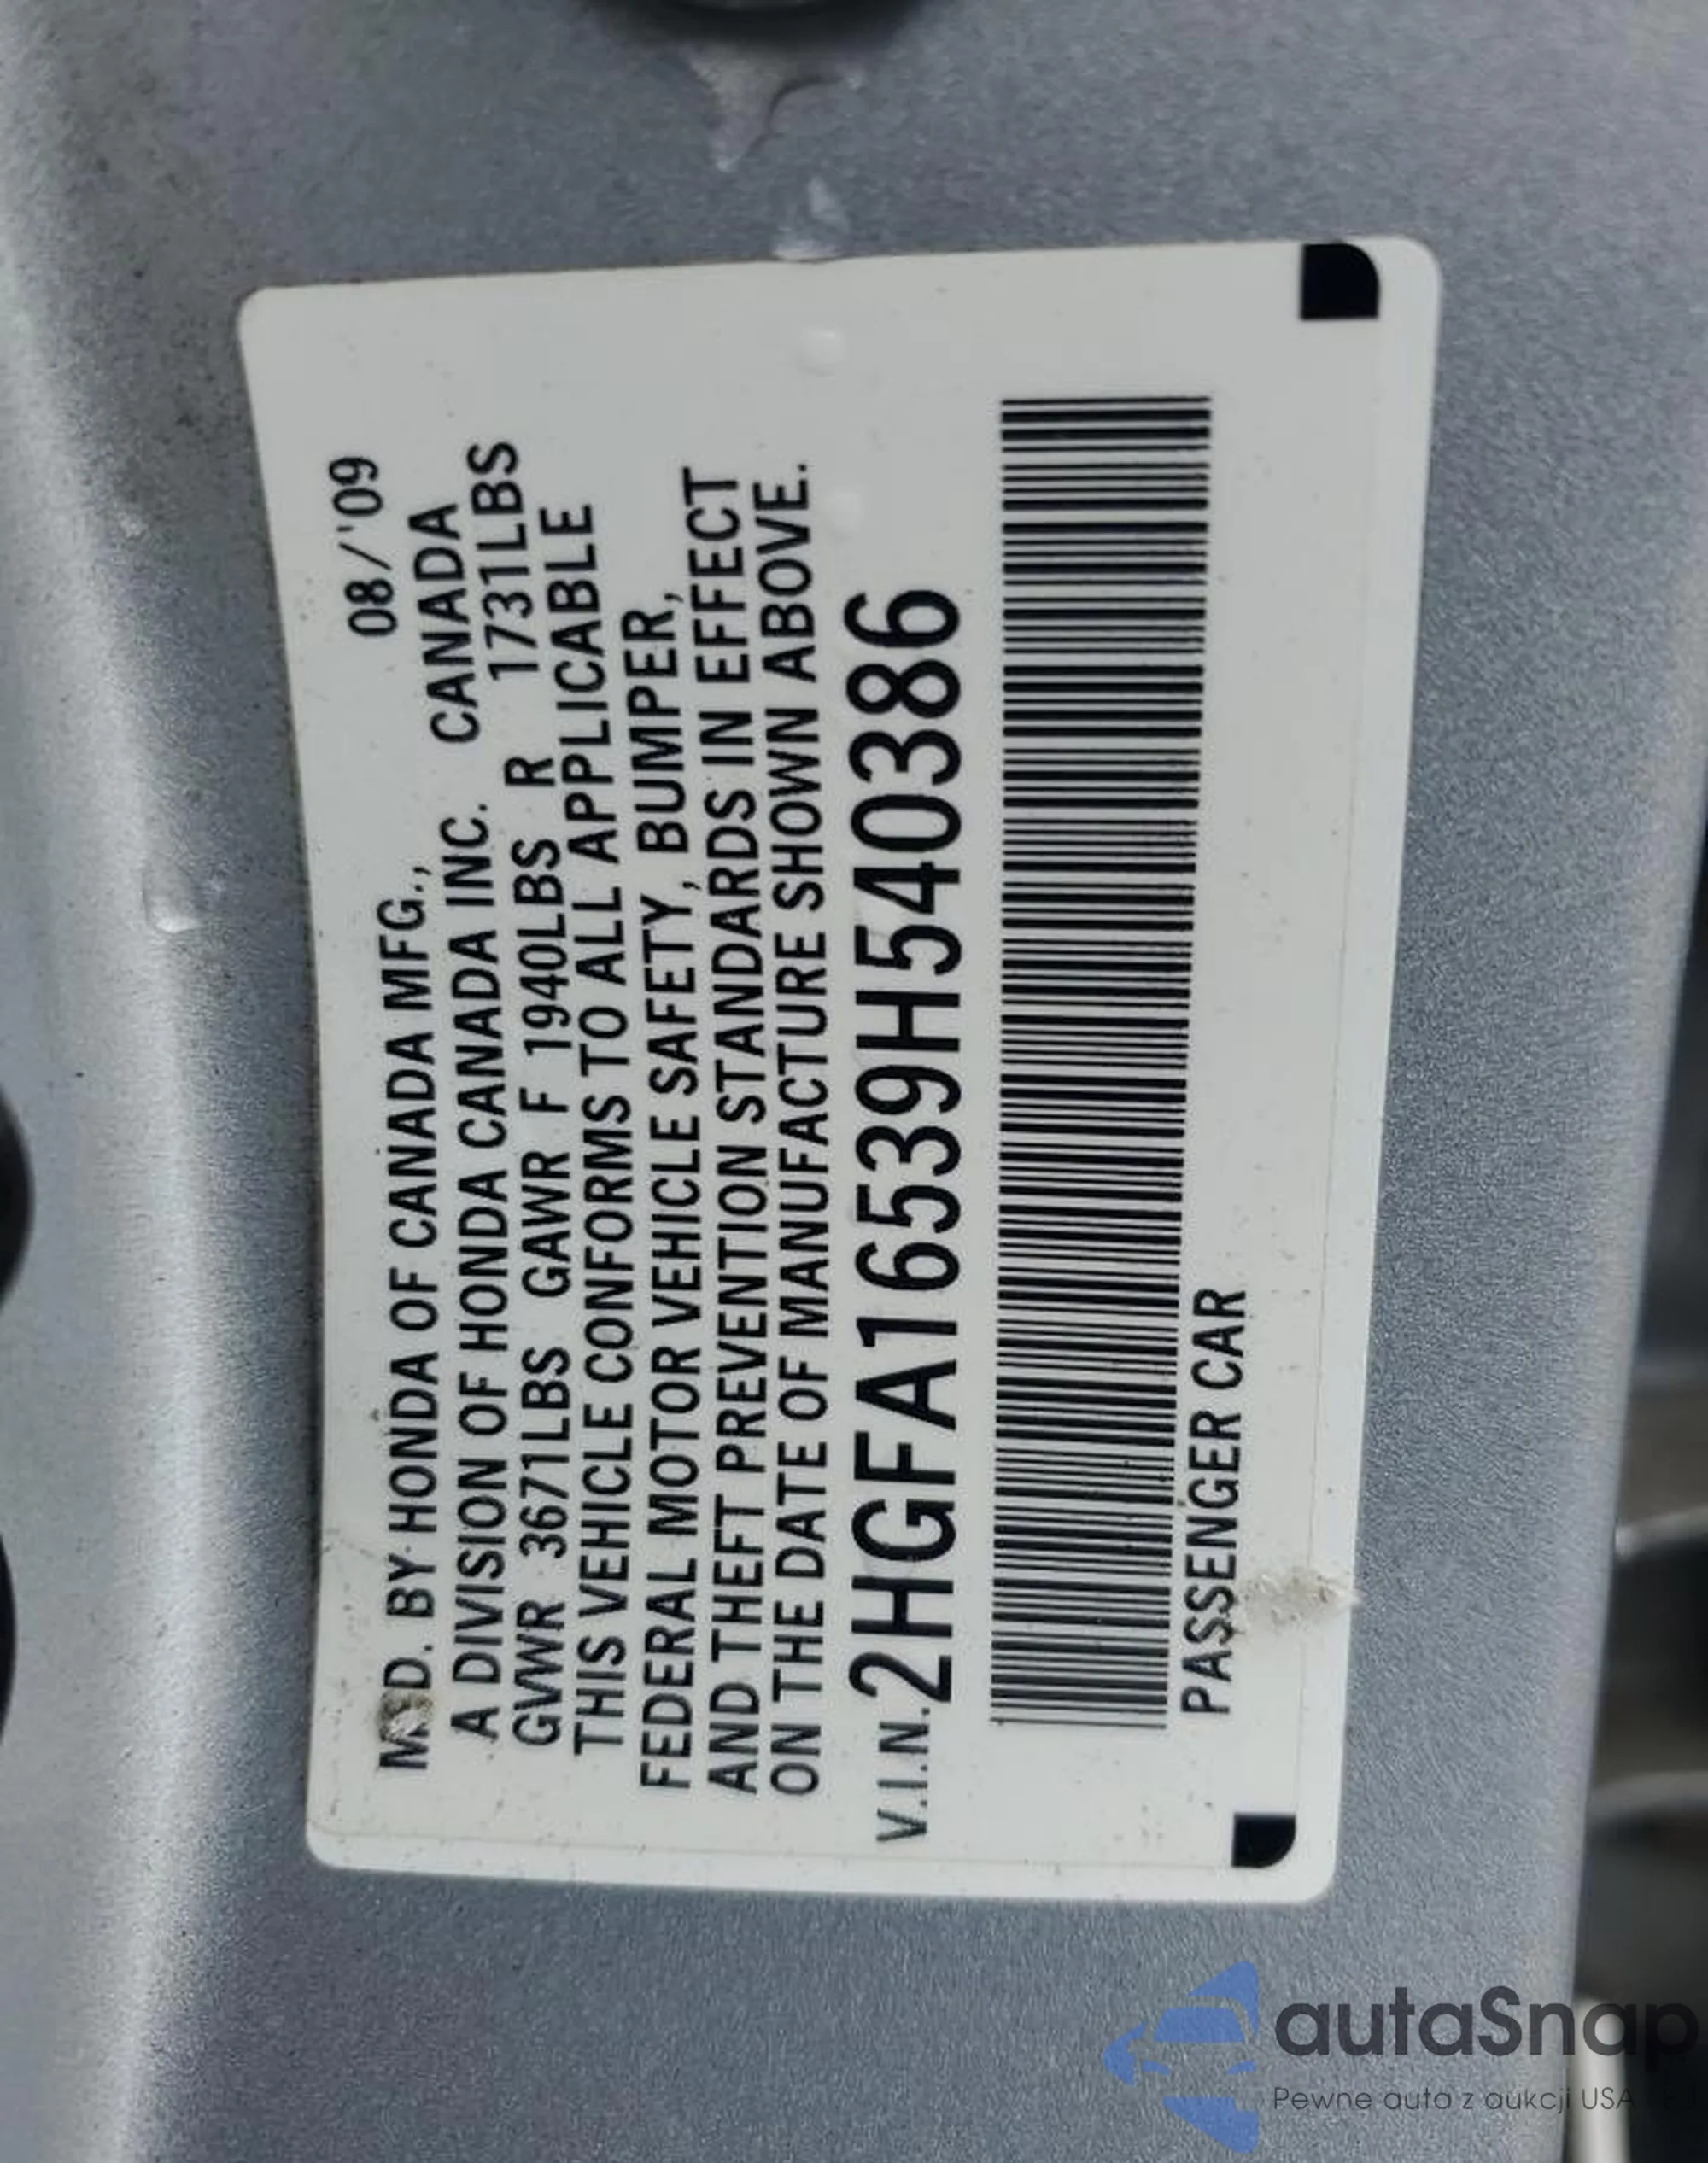 08/'09
MFD. BY HONDA OF CANADA MFG.,
A DIVISION OF HONDA CANADA INC. CANADA
GVWR 3671LBS GAWR F 1940LBS R 1731LBS
THIS VEHICLE CONFORMS TO ALL APPLICABLE
FEDERAL MOTOR VEHICLE SAFETY, BUMPER,
AND THEFT PREVENTION STANDARDS IN EFFECT
ON THE DATE OF MANUFACTURE SHOWN ABOVE.
V.I.N. 2HGFA16539H540386
PASSENGER CAR
autaSnap
Pewne auto z aukcji USA